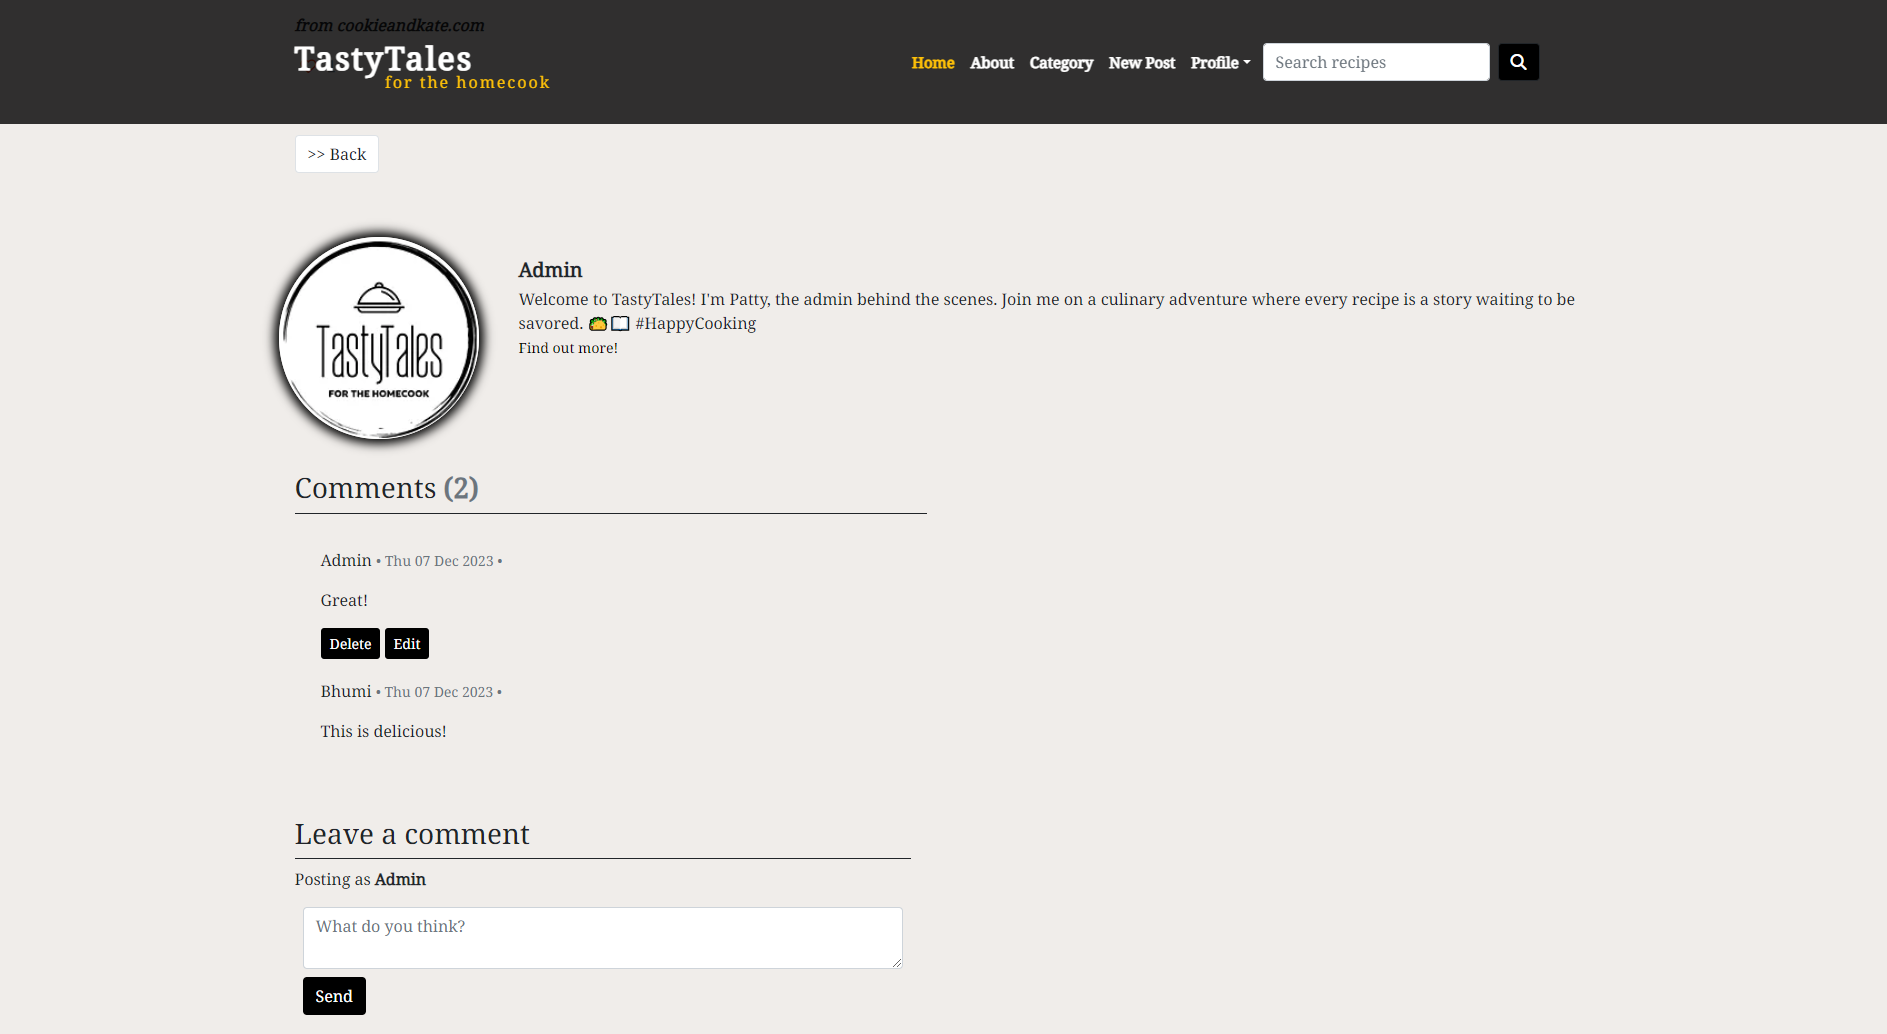 from cookieandkate.com
TastyTales
for the homecook
Home About Category New Post Profile Search recipes
>> Back
TastyTales
FOR THE HOMECOOK
Admin
Welcome to TastyTales! I'm Patty, the admin behind the scenes. Join me on a culinary adventure where every recipe is a story waiting to be
savored. 🌮📖 #HappyCooking
Find out more!
Comments (2)
Admin • Thu 07 Dec 2023 •
Great!
Delete Edit
Bhumi • Thu 07 Dec 2023 •
This is delicious!
Leave a comment
Posting as Admin
What do you think?
Send